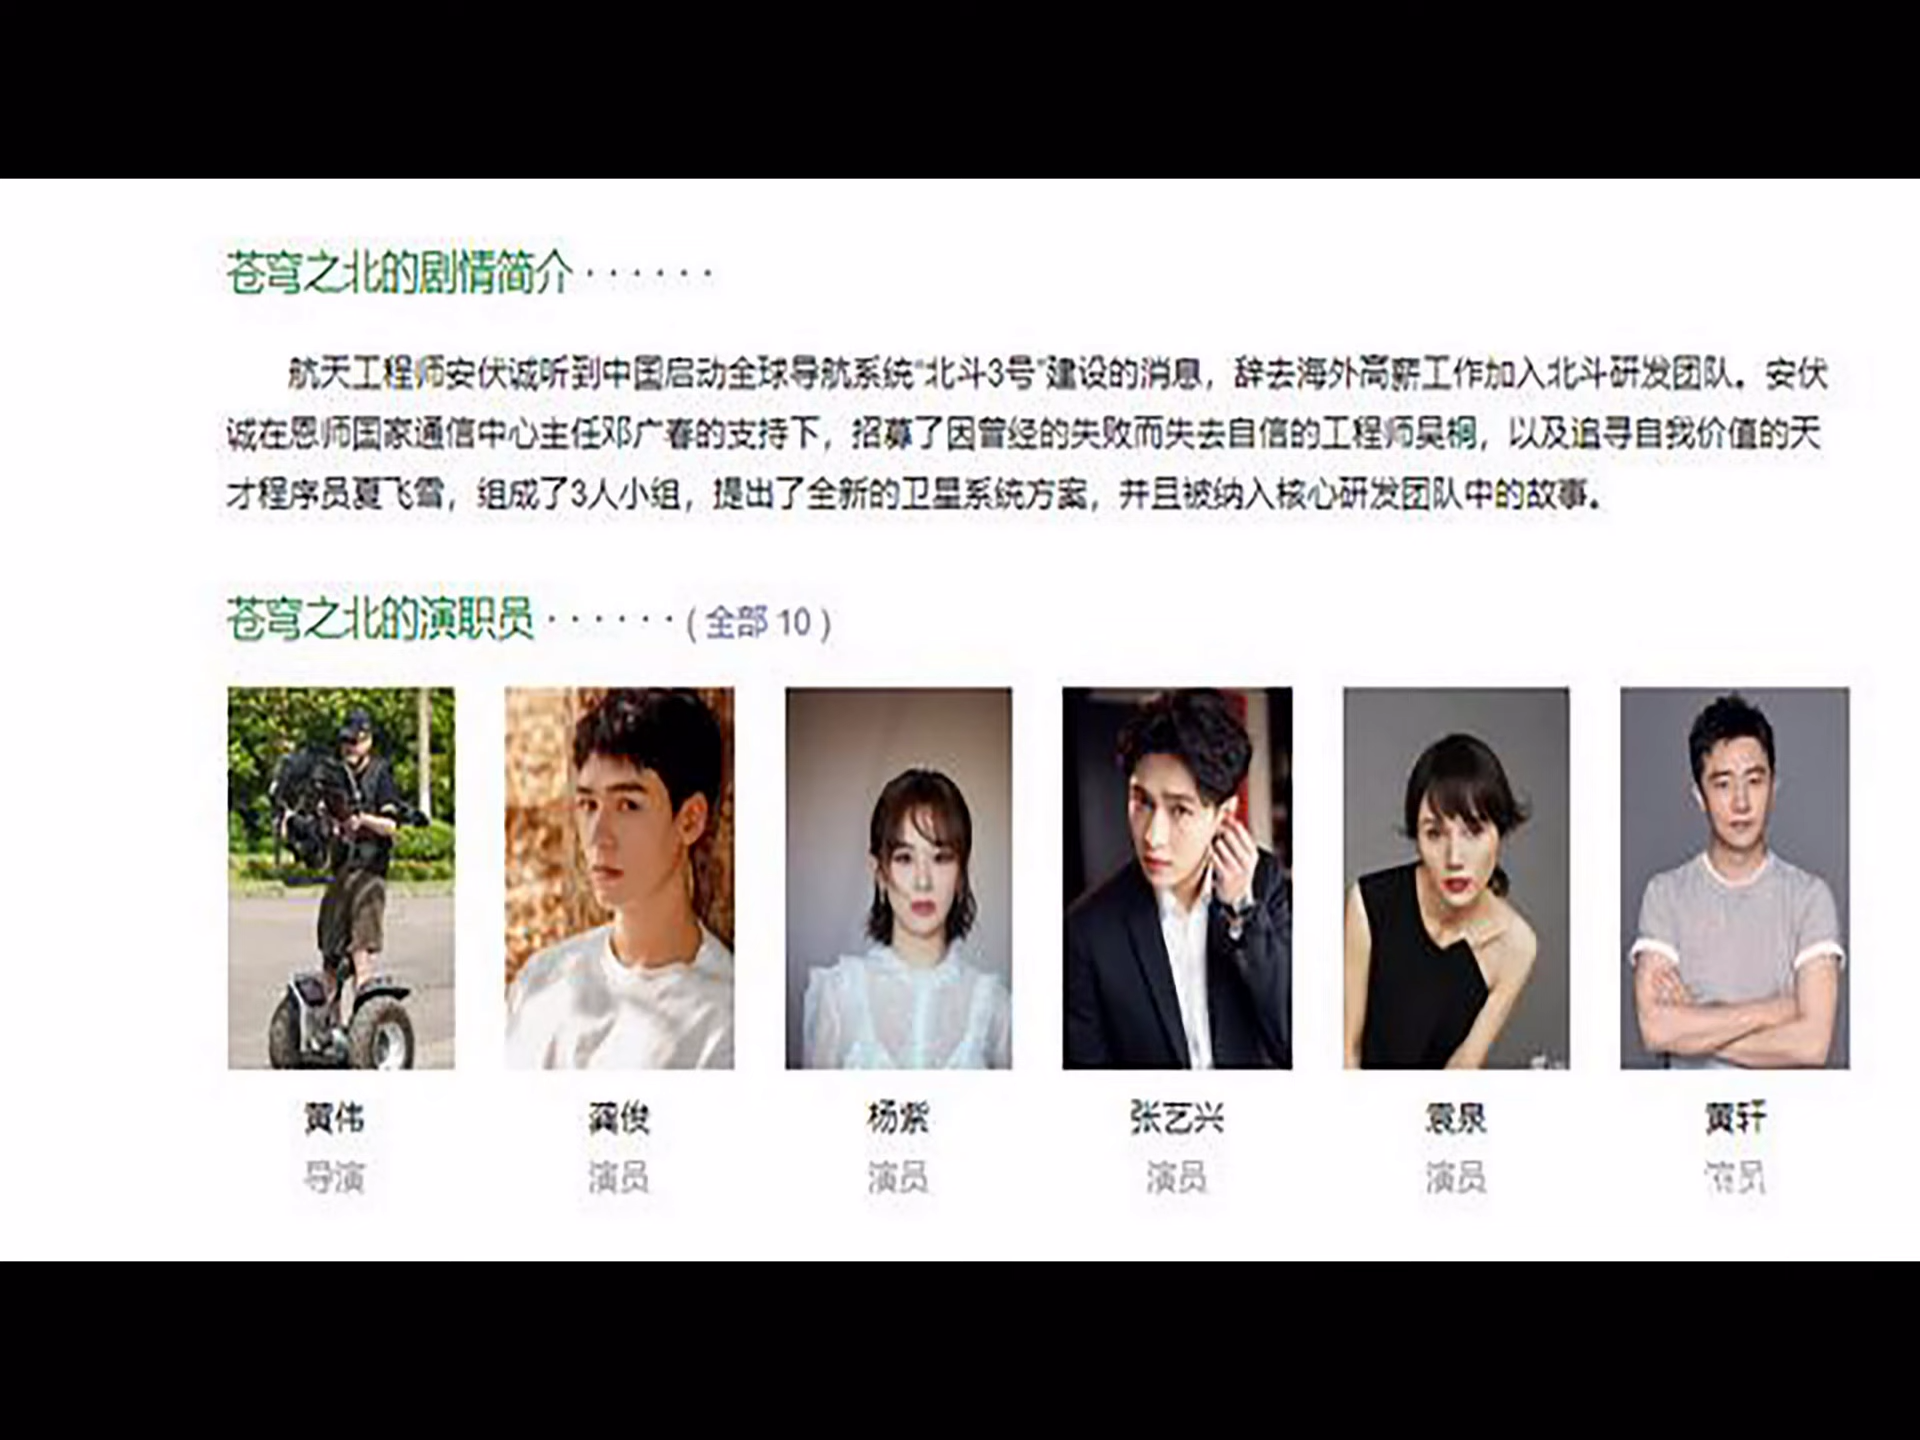 苍穹之北的剧情简介 · · · · · ·
航天工程师安伏诚听到中国启动全球导航系统“北斗3号”建设的消息，辞去海外高薪工作加入北斗研发团队。安伏
诚在恩师国家通信中心主任邓广春的支持下，招募了因曾经的失败而失去自信的工程师吴桐，以及追寻自我价值的天
才程序员夏飞雪，组成了3人小组，提出了全新的卫星系统方案，并且被纳入核心研发团队中的故事。
苍穹之北的演职员 · · · · · · ( 全部 10 )
黄伟 龚俊 杨紫 张艺兴 袁泉 黄轩
导演 演员 演员 演员 演员 演员